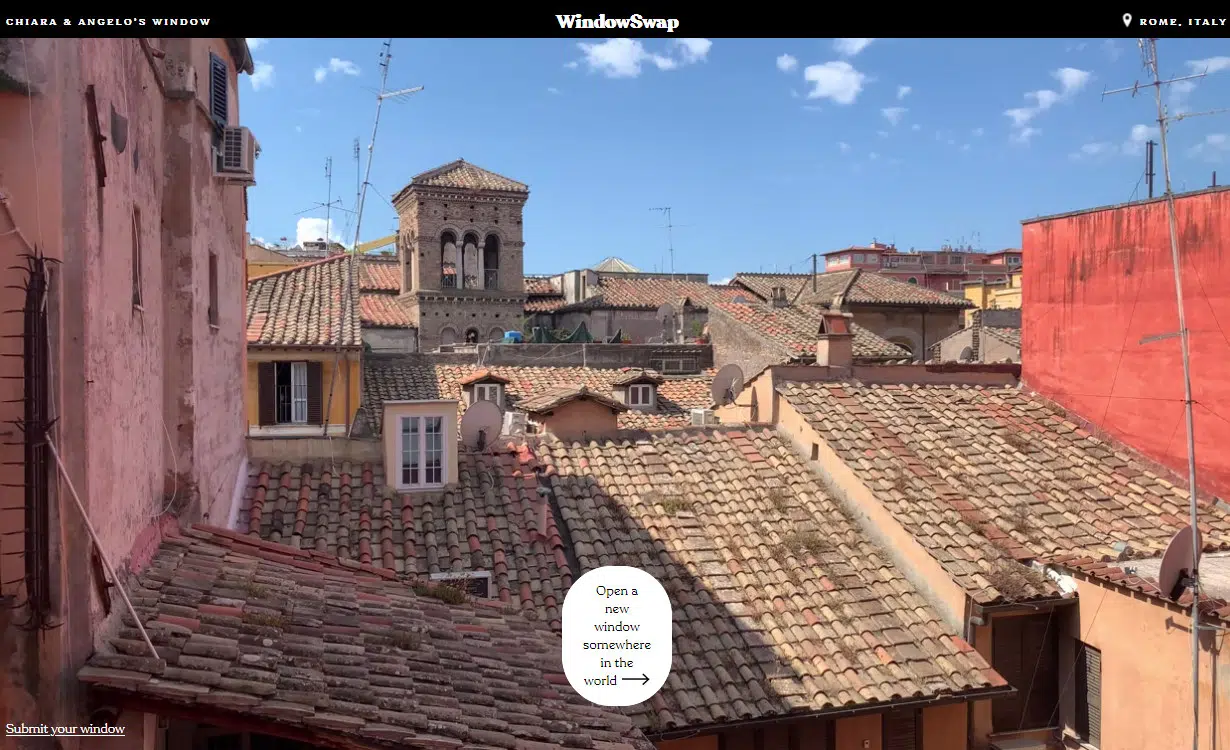 CHIARA & ANGELO'S WINDOW
WindowSwap
ROME, ITALY
Open a
new
window
somewhere
in the
world →
Submit your window